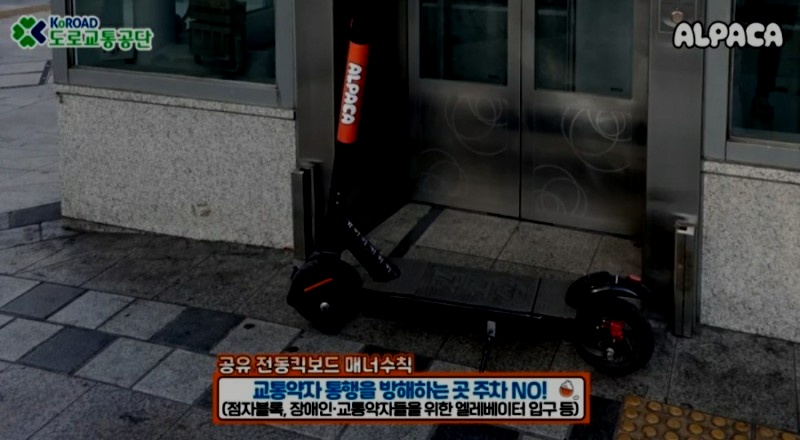 KoROAD
도로교통공단
ALPACA
ALPACA
공유 전동킥보드 매너수칙
교통약자 통행을 방해하는 곳 주차 NO!
(점자블록, 장애인·교통약자들을 위한 엘레베이터 입구 등)